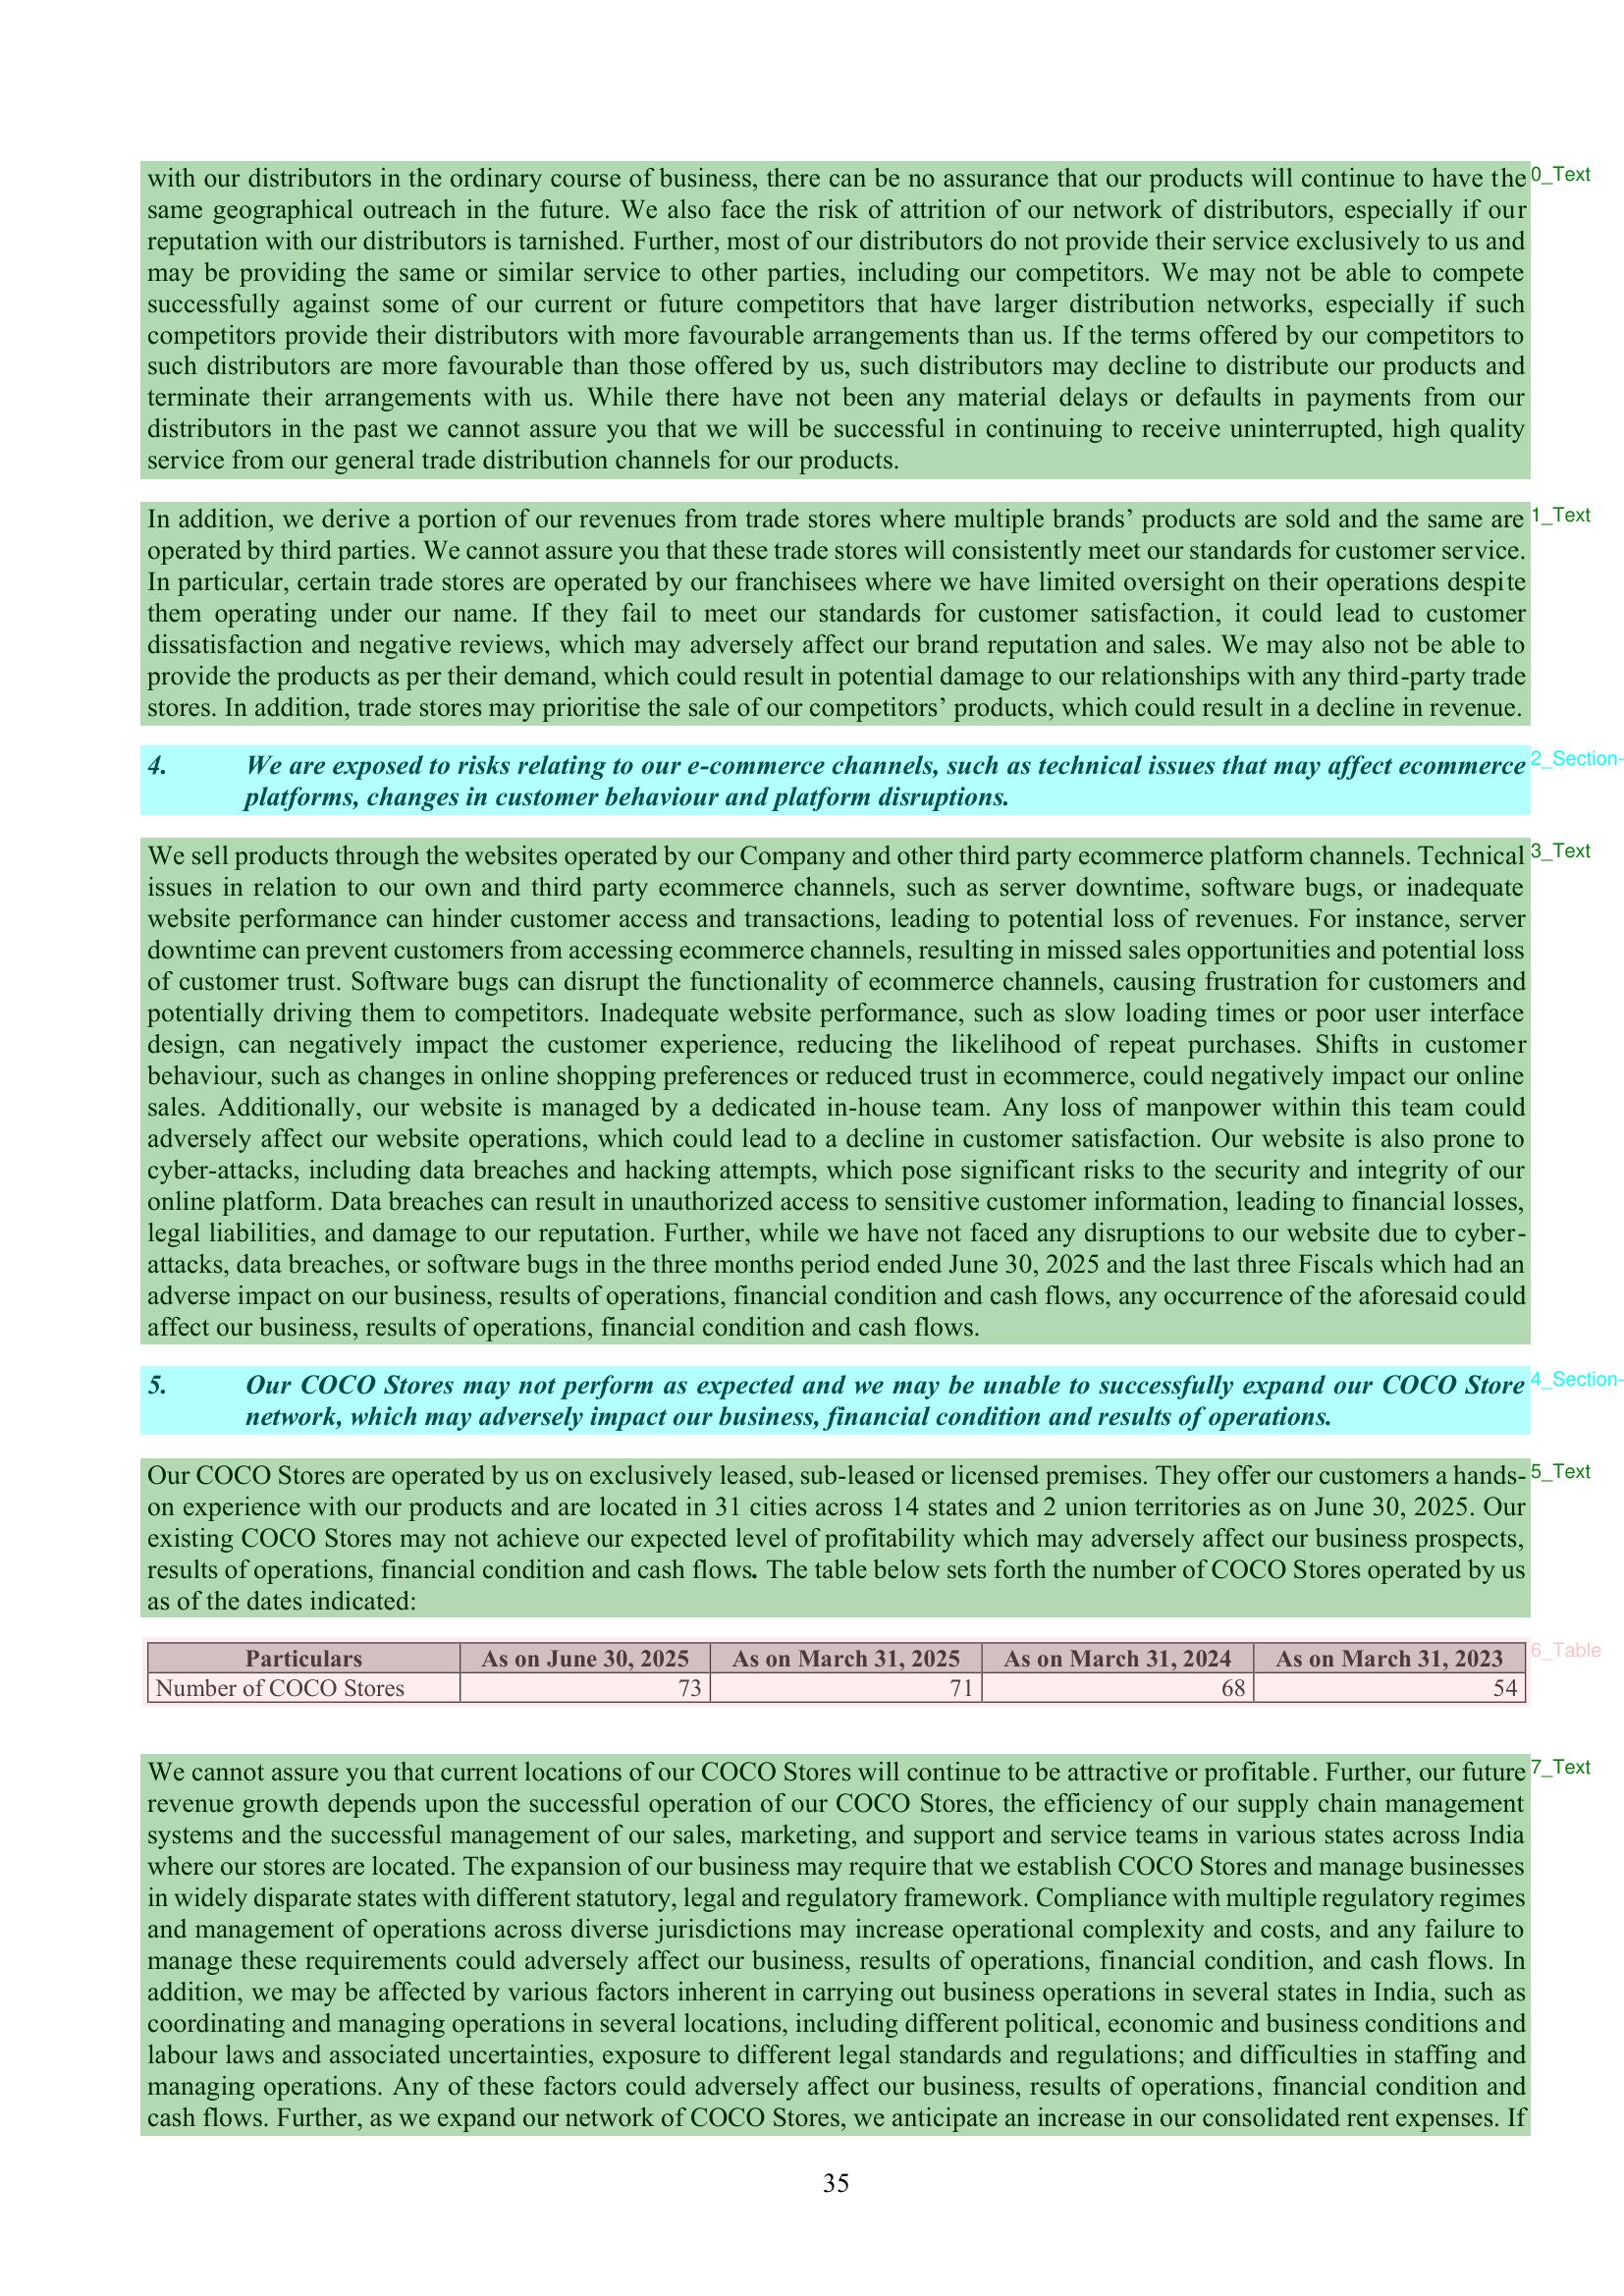 with our distributors in the ordinary course of business, there can be no assurance that our products will continue to have the
0_Text
same geographical outreach in the future. We also face the risk of attrition of our network of distributors, especially if our
reputation with our distributors is tarnished. Further, most of our distributors do not provide their service exclusively to us and
may be providing the same or similar service to other parties, including our competitors. We may not be able to compete
successfully against some of our current or future competitors that have larger distribution networks, especially if such
competitors provide their distributors with more favourable arrangements than us. If the terms offered by our competitors to
such distributors are more favourable than those offered by us, such distributors may decline to distribute our products and
terminate their arrangements with us. While there have not been any material delays or defaults in payments from our
distributors in the past we cannot assure you that we will be successful in continuing to receive uninterrupted, high quality
service from our general trade distribution channels for our products.
In addition, we derive a portion of our revenues from trade stores where multiple brands’ products are sold and the same are
1_Text
operated by third parties. We cannot assure you that these trade stores will consistently meet our standards for customer service.
In particular, certain trade stores are operated by our franchisees where we have limited oversight on their operations despite
them operating under our name. If they fail to meet our standards for customer satisfaction, it could lead to customer
dissatisfaction and negative reviews, which may adversely affect our brand reputation and sales. We may also not be able to
provide the products as per their demand, which could result in potential damage to our relationships with any third-party trade
stores. In addition, trade stores may prioritise the sale of our competitors’ products, which could result in a decline in revenue.
4. We are exposed to risks relating to our e-commerce channels, such as technical issues that may affect ecommerce
2_Section-
platforms, changes in customer behaviour and platform disruptions.
We sell products through the websites operated by our Company and other third party ecommerce platform channels. Technical
3_Text
issues in relation to our own and third party ecommerce channels, such as server downtime, software bugs, or inadequate
website performance can hinder customer access and transactions, leading to potential loss of revenues. For instance, server
downtime can prevent customers from accessing ecommerce channels, resulting in missed sales opportunities and potential loss
of customer trust. Software bugs can disrupt the functionality of ecommerce channels, causing frustration for customers and
potentially driving them to competitors. Inadequate website performance, such as slow loading times or poor user interface
design, can negatively impact the customer experience, reducing the likelihood of repeat purchases. Shifts in customer
behaviour, such as changes in online shopping preferences or reduced trust in ecommerce, could negatively impact our online
sales. Additionally, our website is managed by a dedicated in-house team. Any loss of manpower within this team could
adversely affect our website operations, which could lead to a decline in customer satisfaction. Our website is also prone to
cyber-attacks, including data breaches and hacking attempts, which pose significant risks to the security and integrity of our
online platform. Data breaches can result in unauthorized access to sensitive customer information, leading to financial losses,
legal liabilities, and damage to our reputation. Further, while we have not faced any disruptions to our website due to cyber-
attacks, data breaches, or software bugs in the three months period ended June 30, 2025 and the last three Fiscals which had an
adverse impact on our business, results of operations, financial condition and cash flows, any occurrence of the aforesaid could
affect our business, results of operations, financial condition and cash flows.
5. Our COCO Stores may not perform as expected and we may be unable to successfully expand our COCO Store
4_Section-
network, which may adversely impact our business, financial condition and results of operations.
Our COCO Stores are operated by us on exclusively leased, sub-leased or licensed premises. They offer our customers a hands-
5_Text
on experience with our products and are located in 31 cities across 14 states and 2 union territories as on June 30, 2025. Our
existing COCO Stores may not achieve our expected level of profitability which may adversely affect our business prospects,
results of operations, financial condition and cash flows. The table below sets forth the number of COCO Stores operated by us
as of the dates indicated:
6_Table
Particulars As on June 30, 2025 As on March 31, 2025 As on March 31, 2024 As on March 31, 2023
Number of COCO Stores 73 71 68 54
We cannot assure you that current locations of our COCO Stores will continue to be attractive or profitable. Further, our future
7_Text
revenue growth depends upon the successful operation of our COCO Stores, the efficiency of our supply chain management
systems and the successful management of our sales, marketing, and support and service teams in various states across India
where our stores are located. The expansion of our business may require that we establish COCO Stores and manage businesses
in widely disparate states with different statutory, legal and regulatory framework. Compliance with multiple regulatory regimes
and management of operations across diverse jurisdictions may increase operational complexity and costs, and any failure to
manage these requirements could adversely affect our business, results of operations, financial condition, and cash flows. In
addition, we may be affected by various factors inherent in carrying out business operations in several states in India, such as
coordinating and managing operations in several locations, including different political, economic and business conditions and
labour laws and associated uncertainties, exposure to different legal standards and regulations; and difficulties in staffing and
managing operations. Any of these factors could adversely affect our business, results of operations, financial condition and
cash flows. Further, as we expand our network of COCO Stores, we anticipate an increase in our consolidated rent expenses. If
35